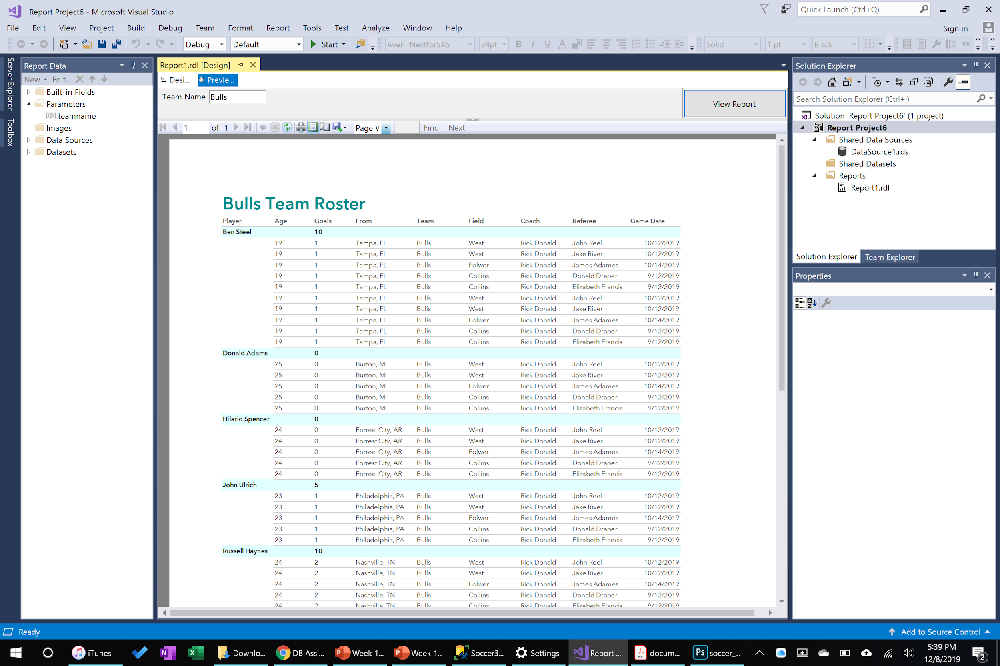 Report Project6 - Microsoft Visual Studio
Quick Launch (Ctrl+Q)
File Edit View Project Build Debug Team Format Report Tools Test Analyze Window Help
Sign in
Debug Default Start AvenirNextforSAS 24pt B I U A Solid 1 pt Black
Server Explorer
Toolbox
Report Data
New Edit...
Built-in Fields
Parameters
[@] teamname
Images
Data Sources
Datasets
Report1.rdl [Design]
Desi... Previe...
Team Name Bulls
View Report
1 of 1 Page Find Next
Bulls Team Roster
Player Age Goals From Team Field Coach Referee Game Date
Ben Steel 10
19 1 Tampa, FL Bulls West Rick Donald John Reel 10/12/2019
19 1 Tampa, FL Bulls West Rick Donald Jake River 10/12/2019
19 1 Tampa, FL Bulls Folwer Rick Donald James Adames 10/14/2019
19 1 Tampa, FL Bulls Collins Rick Donald Donald Draper 9/12/2019
19 1 Tampa, FL Bulls Collins Rick Donald Elizabeth Francis 9/12/2019
19 1 Tampa, FL Bulls West Rick Donald John Reel 10/12/2019
19 1 Tampa, FL Bulls West Rick Donald Jake River 10/12/2019
19 1 Tampa, FL Bulls Folwer Rick Donald James Adames 10/14/2019
19 1 Tampa, FL Bulls Collins Rick Donald Donald Draper 9/12/2019
19 1 Tampa, FL Bulls Collins Rick Donald Elizabeth Francis 9/12/2019
Donald Adams 0
25 0 Burton, MI Bulls West Rick Donald John Reel 10/12/2019
25 0 Burton, MI Bulls West Rick Donald Jake River 10/12/2019
25 0 Burton, MI Bulls Folwer Rick Donald James Adames 10/14/2019
25 0 Burton, MI Bulls Collins Rick Donald Donald Draper 9/12/2019
25 0 Burton, MI Bulls Collins Rick Donald Elizabeth Francis 9/12/2019
Hilario Spencer 0
24 0 Forrest City, AR Bulls West Rick Donald John Reel 10/12/2019
24 0 Forrest City, AR Bulls West Rick Donald Jake River 10/12/2019
24 0 Forrest City, AR Bulls Folwer Rick Donald James Adames 10/14/2019
24 0 Forrest City, AR Bulls Collins Rick Donald Donald Draper 9/12/2019
24 0 Forrest City, AR Bulls Collins Rick Donald Elizabeth Francis 9/12/2019
John Ulrich 5
23 1 Philadelphia, PA Bulls West Rick Donald John Reel 10/12/2019
23 1 Philadelphia, PA Bulls West Rick Donald Jake River 10/12/2019
23 1 Philadelphia, PA Bulls Folwer Rick Donald James Adames 10/14/2019
23 1 Philadelphia, PA Bulls Collins Rick Donald Donald Draper 9/12/2019
23 1 Philadelphia, PA Bulls Collins Rick Donald Elizabeth Francis 9/12/2019
Russell Haynes 10
24 2 Nashville, TN Bulls West Rick Donald John Reel 10/12/2019
24 2 Nashville, TN Bulls West Rick Donald Jake River 10/12/2019
24 2 Nashville, TN Bulls Folwer Rick Donald James Adames 10/14/2019
24 2 Nashville, TN Bulls Collins Rick Donald Donald Draper 9/12/2019
24 2 Nashville, TN Bulls Collins Rick Donald Elizabeth Francis 9/12/2019
Solution Explorer
Search Solution Explorer (Ctrl+;)
Solution 'Report Project6' (1 project)
Report Project6
Shared Data Sources
DataSource1.rds
Shared Datasets
Reports
Report1.rdl
Solution Explorer Team Explorer
Properties
Ready
Add to Source Control
iTunes Downlo... DB Assi... Week 1... Week 1... Soccer3... Settings Report ... docum... Ps soccer_...
5:39 PM
12/8/2019
2